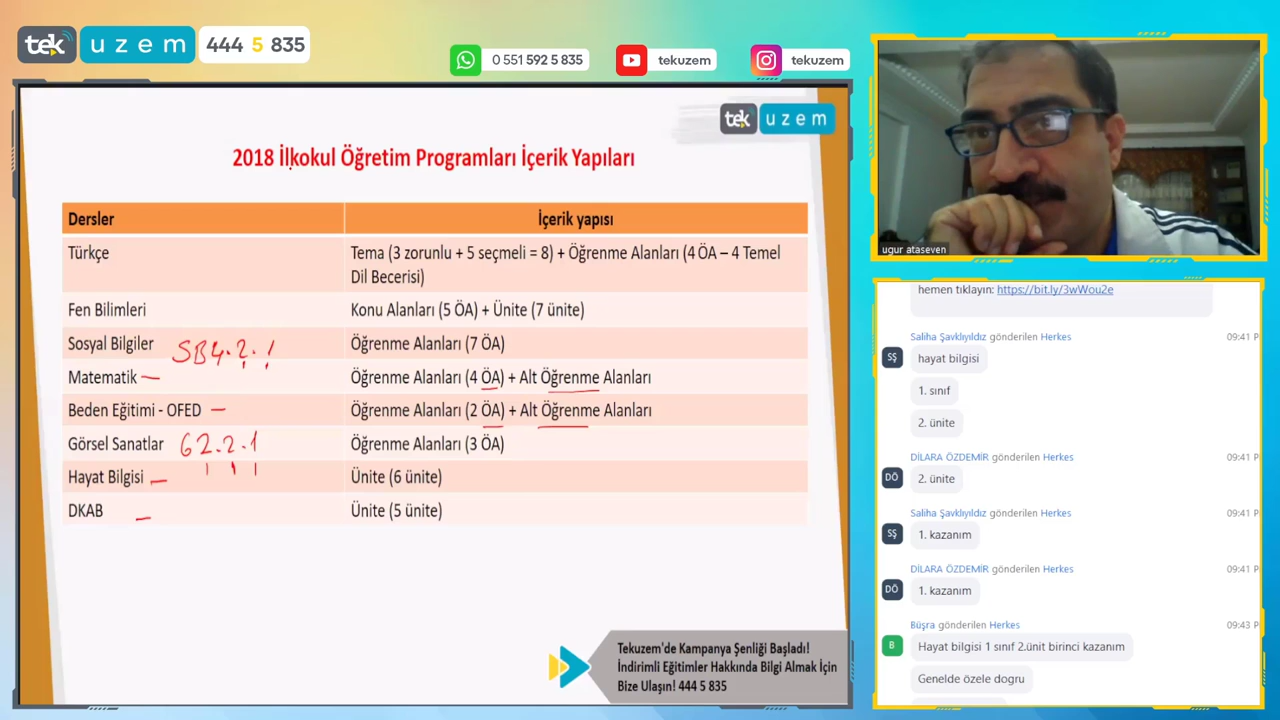 tek uzem 444 5 835
0 551 592 5 835 tekuzem tekuzem
tek uzem
2018 İlkokul Öğretim Programları İçerik Yapıları
Dersler İçerik yapısı
Türkçe Tema (3 zorunlu + 5 seçmeli = 8) + Öğrenme Alanları (4 ÖA – 4 Temel
Dil Becerisi)
Fen Bilimleri Konu Alanları (5 ÖA) + Ünite (7 ünite)
Sosyal Bilgiler SB4.2.1 Öğrenme Alanları (7 ÖA)
Matematik Öğrenme Alanları (4 ÖA) + Alt Öğrenme Alanları
Beden Eğitimi - OFED Öğrenme Alanları (2 ÖA) + Alt Öğrenme Alanları
Görsel Sanatlar G2.2.1 Öğrenme Alanları (3 ÖA)
Hayat Bilgisi Ünite (6 ünite)
DKAB Ünite (5 ünite)
Tekuzem'de Kampanya Şenliği Başladı!
İndirimli Eğitimler Hakkında Bilgi Almak İçin
Bize Ulaşın! 444 5 835
ugur ataseven
hemen tıklayın: https://bit.ly/3wWou2e
Saliha Şavklıyıldız gönderilen Herkes 09:41 P
SŞ hayat bilgisi
1. sınıf
2. ünite
DİLARA ÖZDEMİR gönderilen Herkes 09:41 P
DÖ 2. ünite
Saliha Şavklıyıldız gönderilen Herkes 09:41 P
SŞ 1. kazanım
DİLARA ÖZDEMİR gönderilen Herkes 09:41 P
DÖ 1. kazanım
Büşra gönderilen Herkes 09:43 P
B Hayat bilgisi 1 sınıf 2.ünit birinci kazanım
Genelde özele dogru